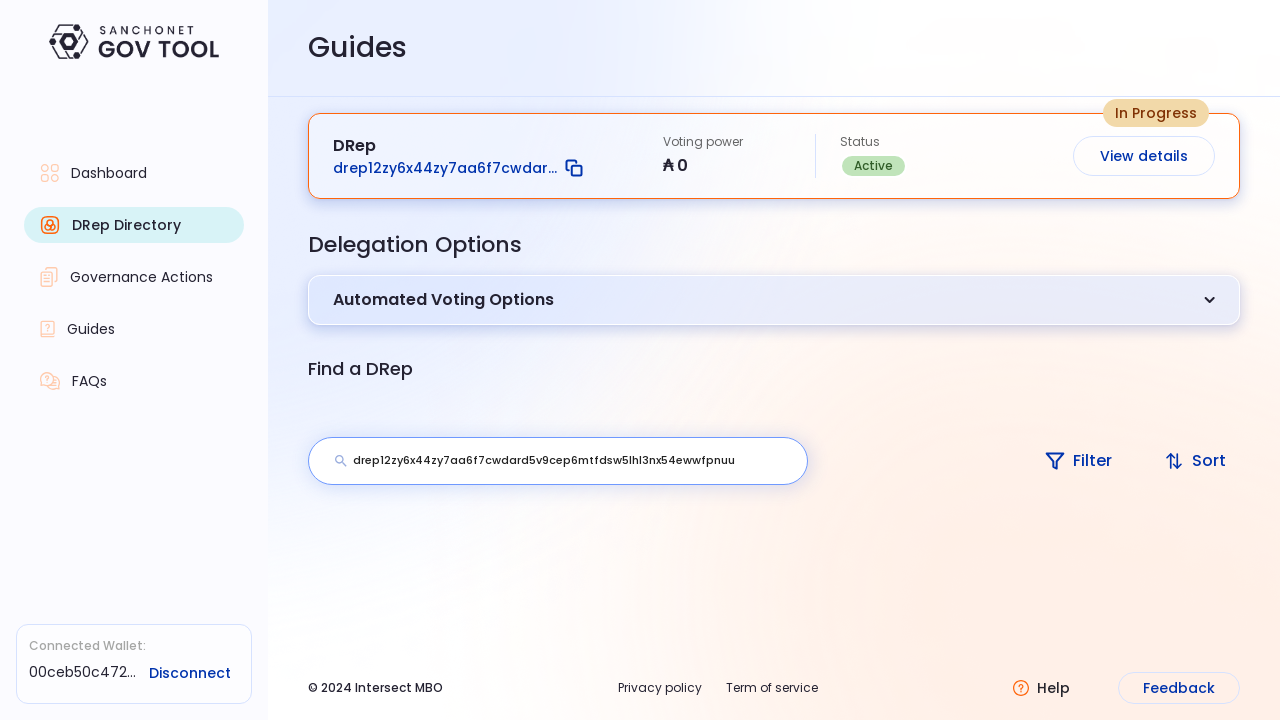 SANCHONET
GOV TOOL
Dashboard
DRep Directory
Governance Actions
Guides
FAQs
Connected Wallet:
00ceb50c472...
Disconnect
Guides
In Progress
DRep
drep12zy6x44zy7aa6f7cwdar...
Voting power
₳ 0
Status
Active
View details
Delegation Options
Automated Voting Options
Find a DRep
drep12zy6x44zy7aa6f7cwdard5v9cep6mtfdsw5lhl3nx54ewwfpnuu
Filter
Sort
© 2024 Intersect MBO
Privacy policy
Term of service
Help
Feedback